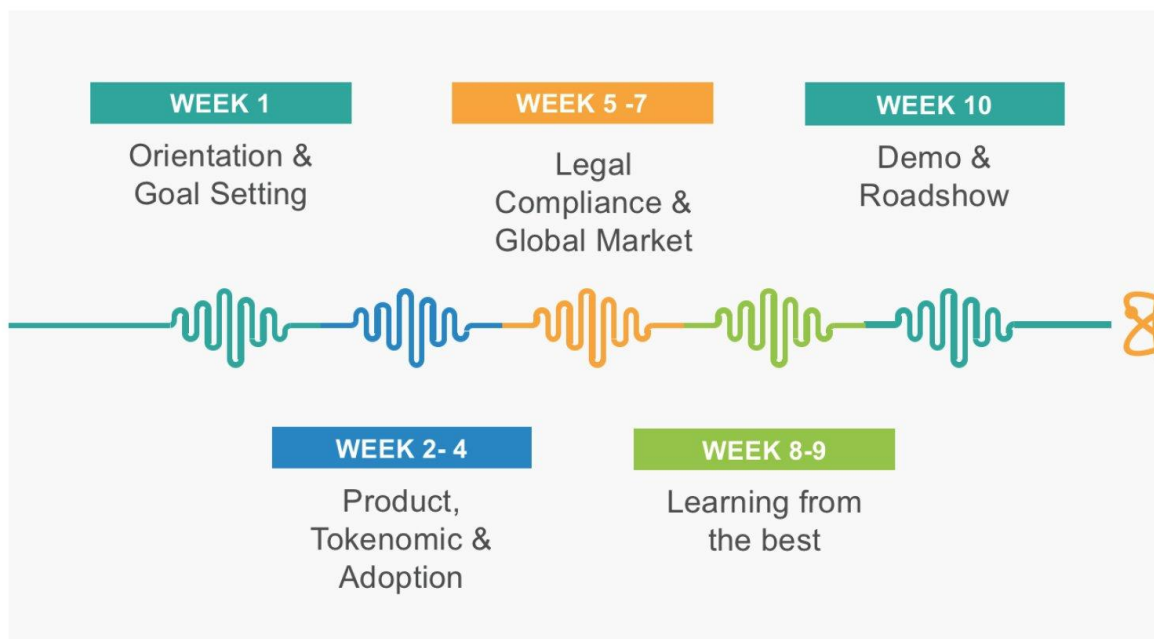 WEEK 1
Orientation &
Goal Setting
WEEK 2- 4
Product,
Tokenomic &
Adoption
WEEK 5 -7
Legal
Compliance &
Global Market
WEEK 8-9
Learning from
the best
WEEK 10
Demo &
Roadshow